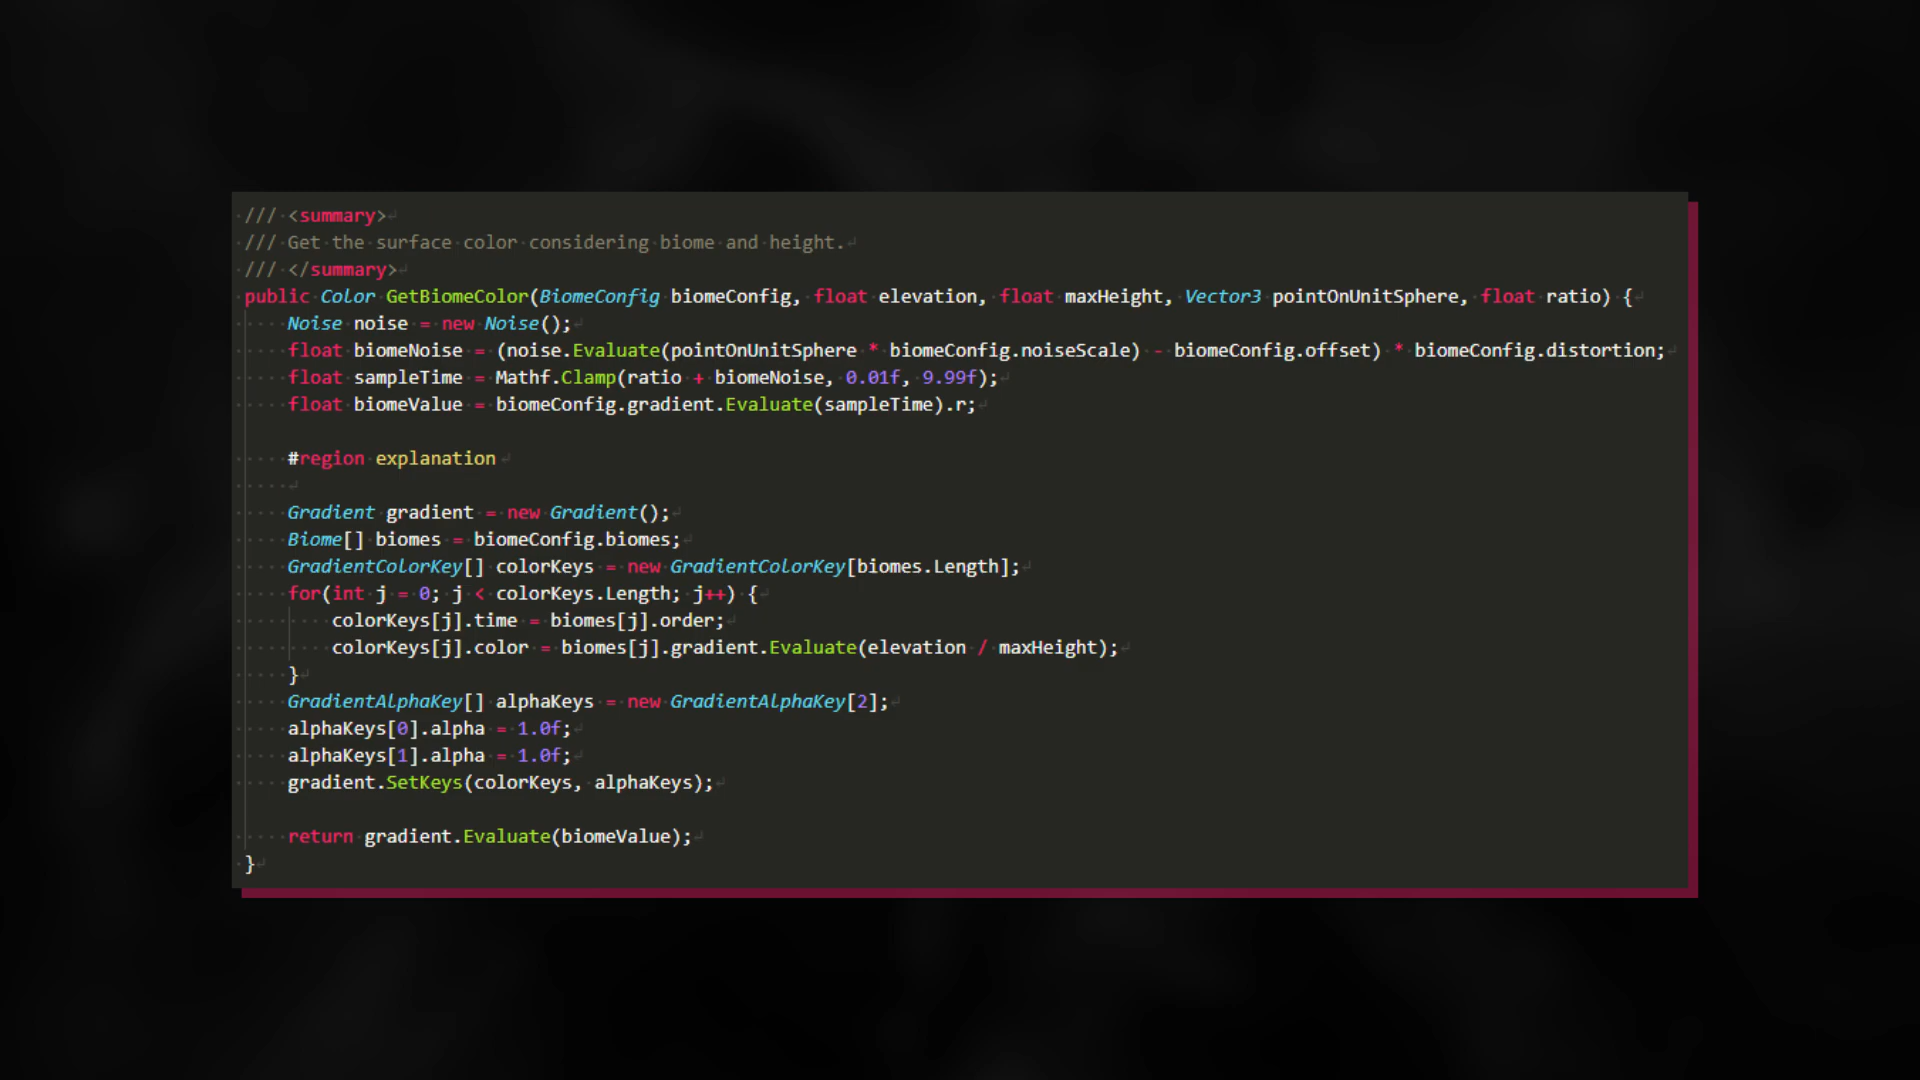 /// <summary>
/// Get the surface color considering biome and height.
/// </summary>
public Color GetBiomeColor(BiomeConfig biomeConfig, float elevation, float maxHeight, Vector3 pointOnUnitSphere, float ratio) {
Noise noise = new Noise();
float biomeNoise = (noise.Evaluate(pointOnUnitSphere * biomeConfig.noiseScale) - biomeConfig.offset) * biomeConfig.distortion;
float sampleTime = Mathf.Clamp(ratio + biomeNoise, 0.01f, 9.99f);
float biomeValue = biomeConfig.gradient.Evaluate(sampleTime).r;
#region explanation
Gradient gradient = new Gradient();
Biome[] biomes = biomeConfig.biomes;
GradientColorKey[] colorKeys = new GradientColorKey[biomes.Length];
for(int j = 0; j < colorKeys.Length; j++) {
colorKeys[j].time = biomes[j].order;
colorKeys[j].color = biomes[j].gradient.Evaluate(elevation / maxHeight);
}
GradientAlphaKey[] alphaKeys = new GradientAlphaKey[2];
alphaKeys[0].alpha = 1.0f;
alphaKeys[1].alpha = 1.0f;
gradient.SetKeys(colorKeys, alphaKeys);
return gradient.Evaluate(biomeValue);
}